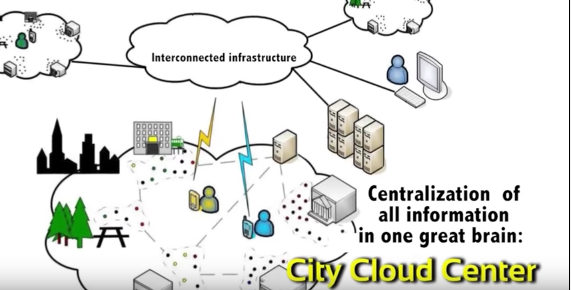 Interconnected infrastructure
Centralization of
all information
in one great brain:
City Cloud Center